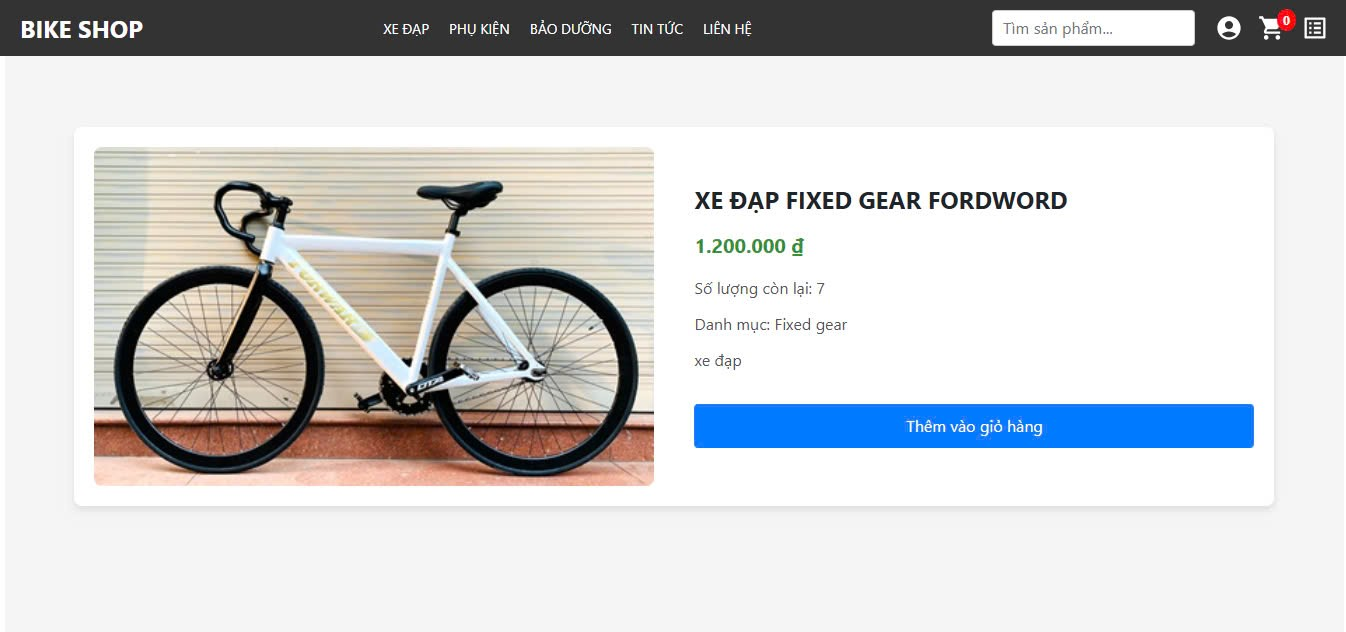 BIKE SHOP
XE ĐẠP PHỤ KIỆN BẢO DƯỠNG TIN TỨC LIÊN HỆ
Tìm sản phẩm...
0
XE ĐẠP FIXED GEAR FORDWORD
1.200.000 ₫
Số lượng còn lại: 7
Danh mục: Fixed gear
xe đạp
Thêm vào giỏ hàng